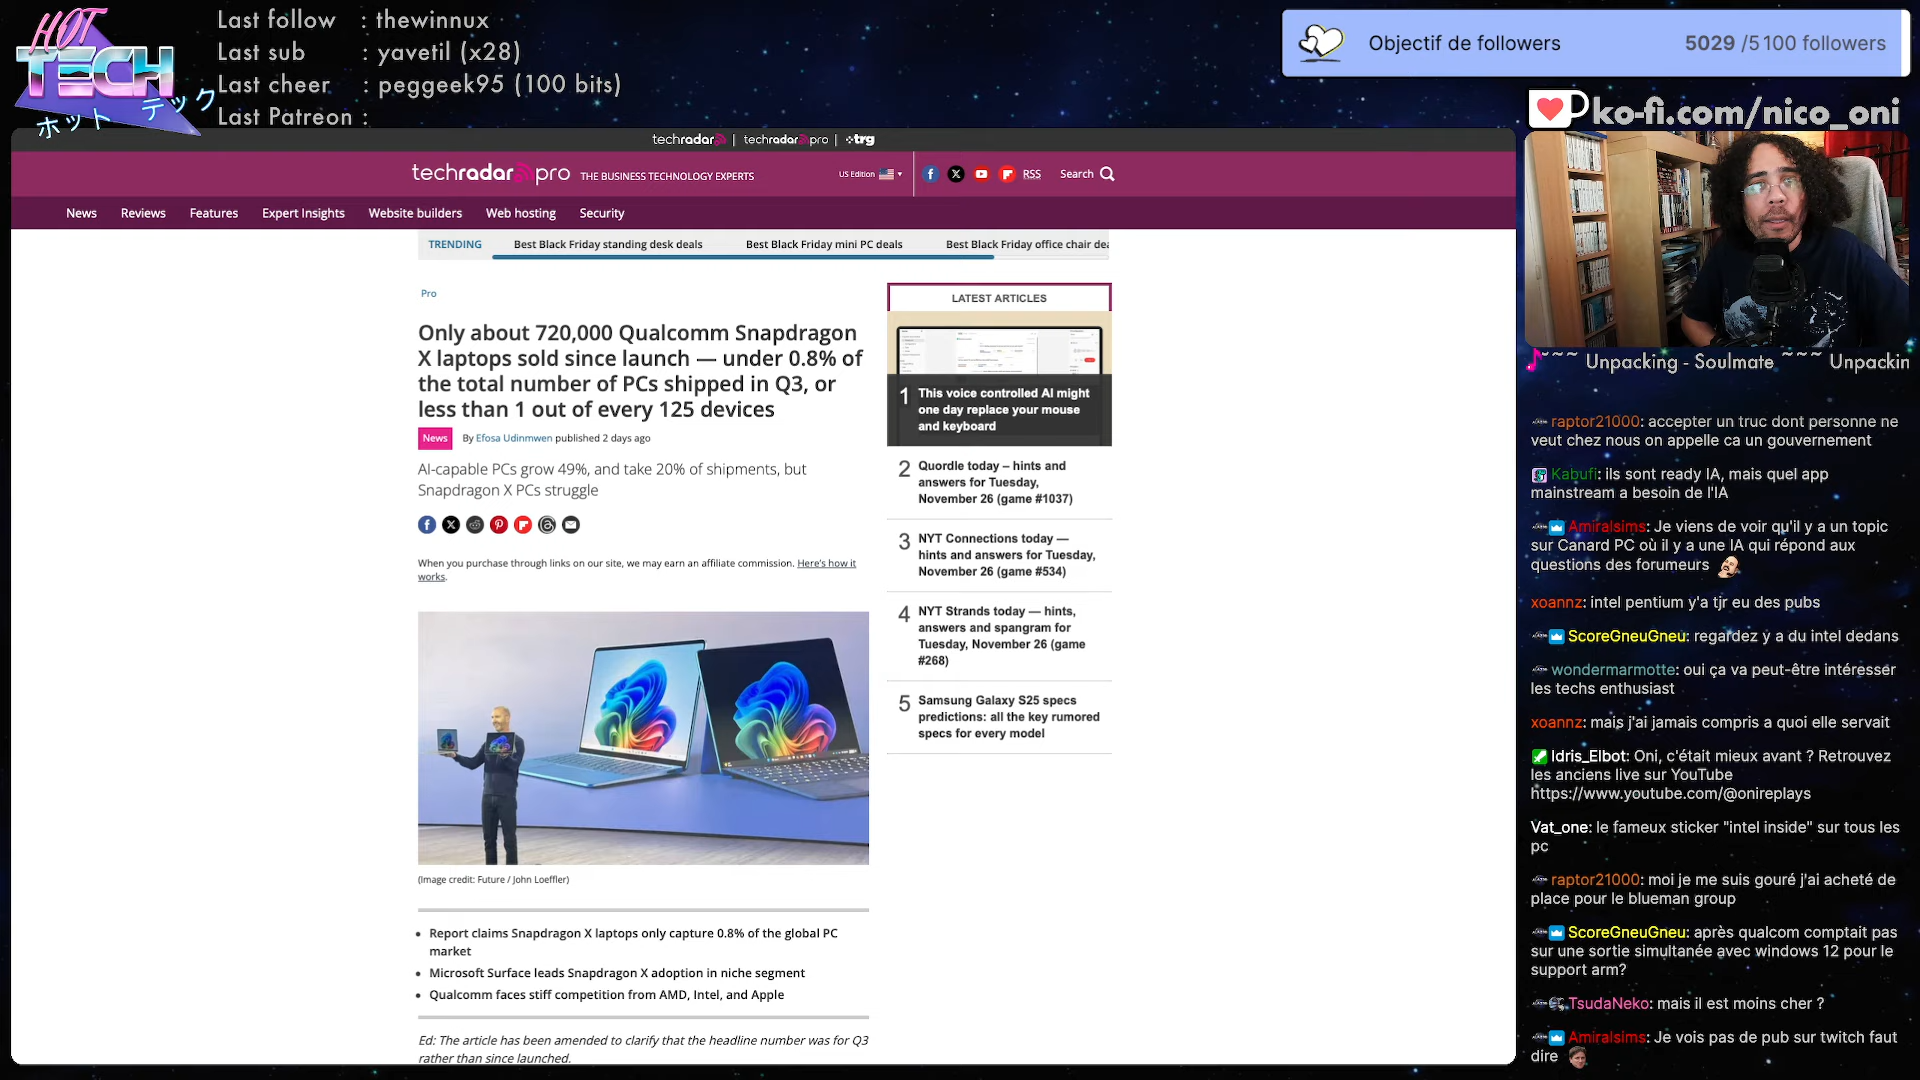 HOT
TECH
ホット テック
Last follow : thewinnux
Last sub : yavetil (x28)
Last cheer : peggeek95 (100 bits)
Last Patreon :
Objectif de followers 5029 /5 100 followers
ko-fi.com/nico_oni
techradar | techradar pro | trg
techradar pro THE BUSINESS TECHNOLOGY EXPERTS
US Edition
RSS
Search
News Reviews Features Expert Insights Website builders Web hosting Security
TRENDING Best Black Friday standing desk deals Best Black Friday mini PC deals Best Black Friday office chair dea
Pro
Only about 720,000 Qualcomm Snapdragon
X laptops sold since launch — under 0.8% of
the total number of PCs shipped in Q3, or
less than 1 out of every 125 devices
News By Efosa Udinmwen published 2 days ago
AI-capable PCs grow 49%, and take 20% of shipments, but
Snapdragon X PCs struggle
When you purchase through links on our site, we may earn an affiliate commission. Here's how it
works.
(Image credit: Future / John Loeffler)
• Report claims Snapdragon X laptops only capture 0.8% of the global PC
market
• Microsoft Surface leads Snapdragon X adoption in niche segment
• Qualcomm faces stiff competition from AMD, Intel, and Apple
Ed: The article has been amended to clarify that the headline number was for Q3
rather than since launched.
LATEST ARTICLES
1 This voice controlled AI might
one day replace your mouse
and keyboard
2 Quordle today – hints and
answers for Tuesday,
November 26 (game #1037)
3 NYT Connections today —
hints and answers for Tuesday,
November 26 (game #534)
4 NYT Strands today — hints,
answers and spangram for
Tuesday, November 26 (game
#268)
5 Samsung Galaxy S25 specs
predictions: all the key rumored
specs for every model
~~~ Unpacking - Soulmate ~~~ Unpackin
raptor21000: accepter un truc dont personne ne
veut chez nous on appelle ca un gouvernement
Kabufi: ils sont ready IA, mais quel app
mainstream a besoin de l'IA
Amiralsims: Je viens de voir qu'il y a un topic
sur Canard PC où il y a une IA qui répond aux
questions des forumeurs
xoannz: intel pentium y'a tjr eu des pubs
ScoreGneuGneu: regardez y a du intel dedans
wondermarmotte: oui ça va peut-être intéresser
les techs enthusiast
xoannz: mais j'ai jamais compris a quoi elle servait
Idris_Elbot: Oni, c'était mieux avant ? Retrouvez
les anciens live sur YouTube
https://www.youtube.com/@onireplays
Vat_one: le fameux sticker "intel inside" sur tous les
pc
raptor21000: moi je me suis gouré j'ai acheté de
place pour le blueman group
ScoreGneuGneu: après qualcom comptait pas
sur une sortie simultanée avec windows 12 pour le
support arm?
TsudaNeko: mais il est moins cher ?
Amiralsims: Je vois pas de pub sur twitch faut
dire